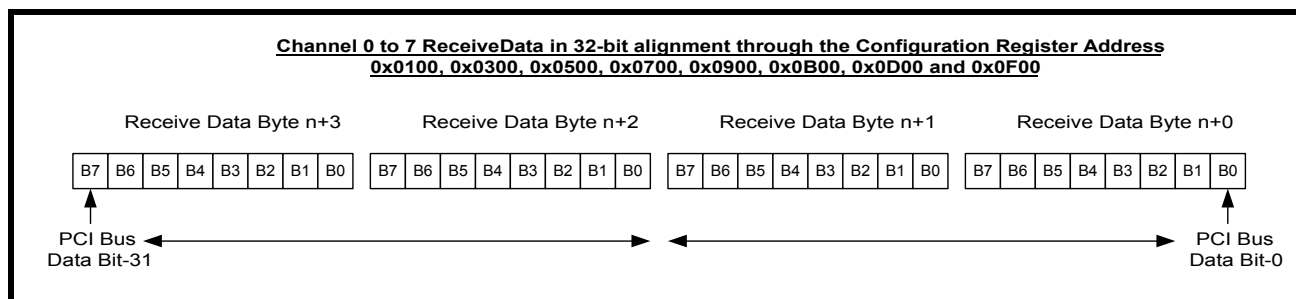 Channel 0 to 7 ReceiveData in 32-bit alignment through the Configuration Register Address
0x0100, 0x0300, 0x0500, 0x0700, 0x0900, 0x0B00, 0x0D00 and 0x0F00
Receive Data Byte n+3 Receive Data Byte n+2 Receive Data Byte n+1 Receive Data Byte n+0
B7 B6 B5 B4 B3 B2 B1 B0 B7 B6 B5 B4 B3 B2 B1 B0 B7 B6 B5 B4 B3 B2 B1 B0 B7 B6 B5 B4 B3 B2 B1 B0
PCI Bus PCI Bus
Data Bit-31 Data Bit-0